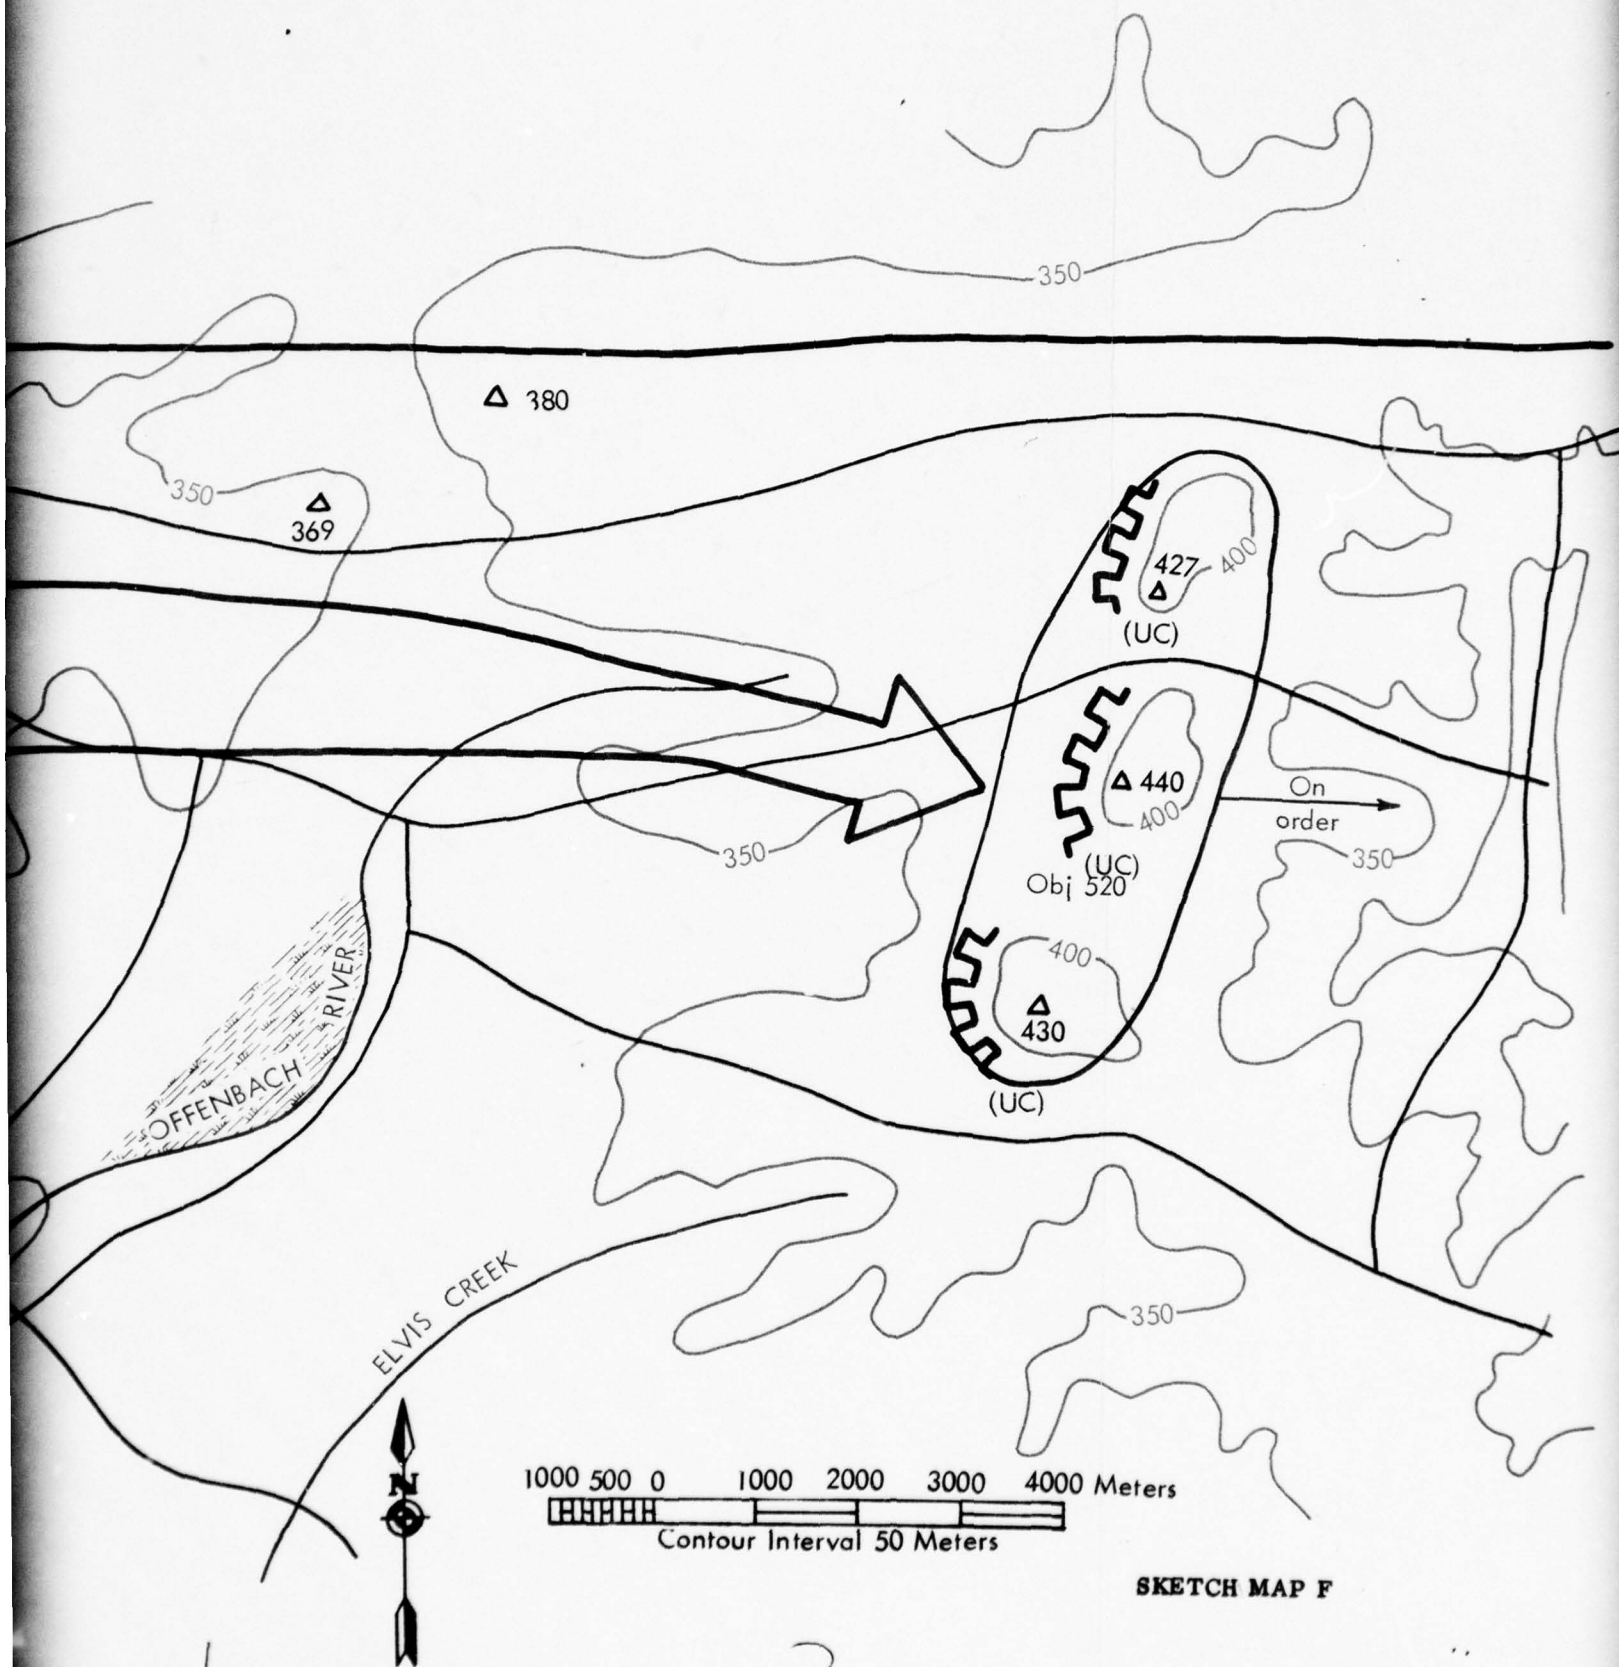 350
380
350
369
427
400
(UC)
440
400
On
order
350
350
(UC)
Obj 520
400
RIVER
430
OFFENBACH
(UC)
ELVIS CREEK
350
N
1000 500 0 1000 2000 3000 4000 Meters
Contour Interval 50 Meters
SKETCH MAP F